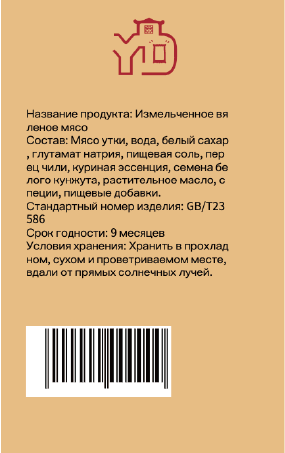 Название продукта: Измельченное вя
леное мясо
Состав: Мясо утки, вода, белый сахар
, глутамат натрия, пищевая соль, пер
ец чили, куриная эссенция, семена бе
лого кунжута, растительное масло, с
пеции, пищевые добавки.
Стандартный номер изделия: GB/T23
586
Срок годности: 9 месяцев
Условия хранения: Хранить в прохлад
ном, сухом и проветриваемом месте,
вдали от прямых солнечных лучей.